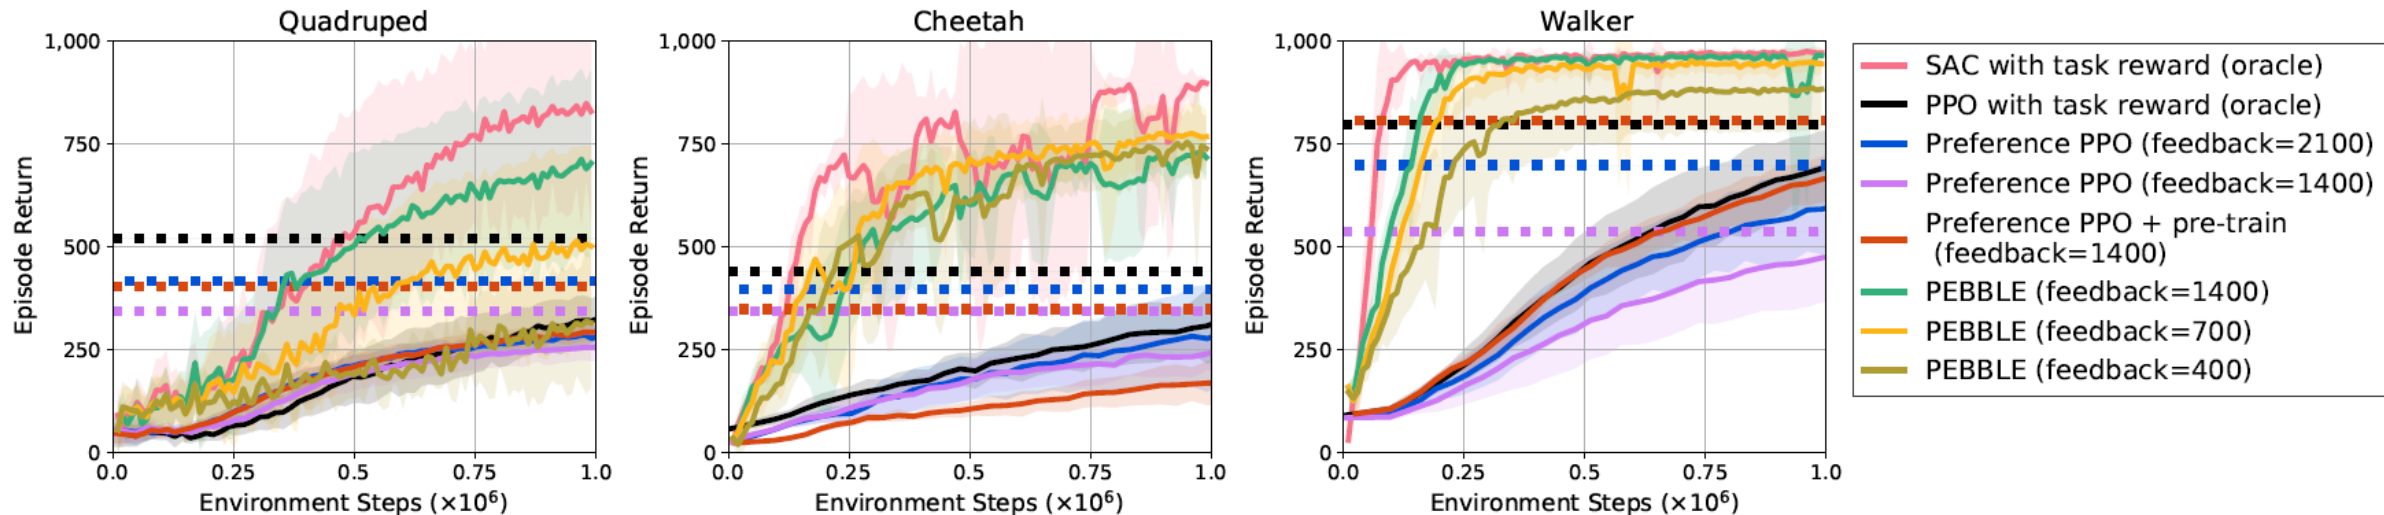 Quadruped
1,000
750
500
250
0
0.0
0.25
0.5
0.75
1.0
Episode Return
Environment Steps (×10⁶)
Cheetah
1,000
750
500
250
0
0.0
0.25
0.5
0.75
1.0
Episode Return
Environment Steps (×10⁶)
Walker
1,000
750
500
250
0
0.0
0.25
0.5
0.75
1.0
Episode Return
Environment Steps (×10⁶)
SAC with task reward (oracle)
PPO with task reward (oracle)
Preference PPO (feedback=2100)
Preference PPO (feedback=1400)
Preference PPO + pre-train
(feedback=1400)
PEBBLE (feedback=1400)
PEBBLE (feedback=700)
PEBBLE (feedback=400)